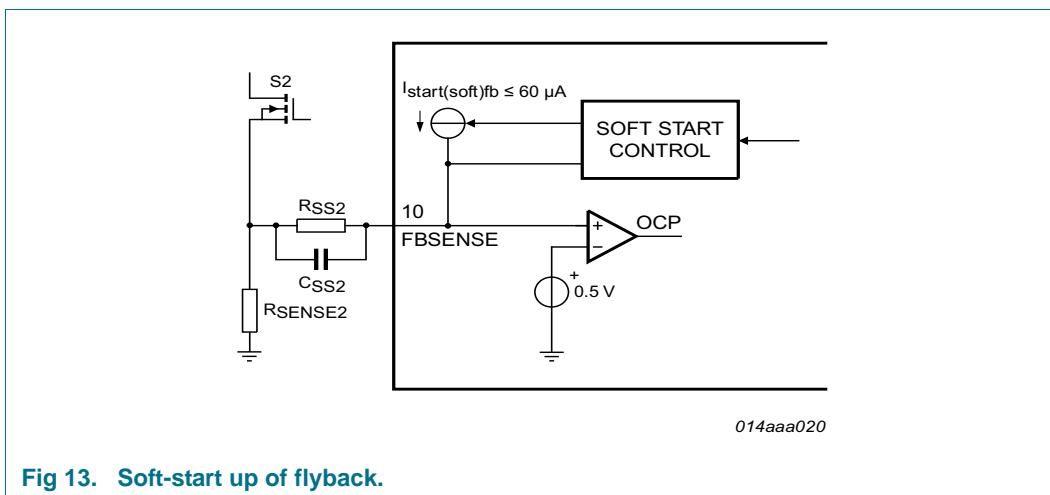 S2
Istart(soft)fb ≤ 60 μA
SOFT START
CONTROL
RSS2
10
FBSENSE
CSS2
RSENSE2
OCP
+
−
+
0.5 V
014aaa020
Fig 13. Soft-start up of flyback.